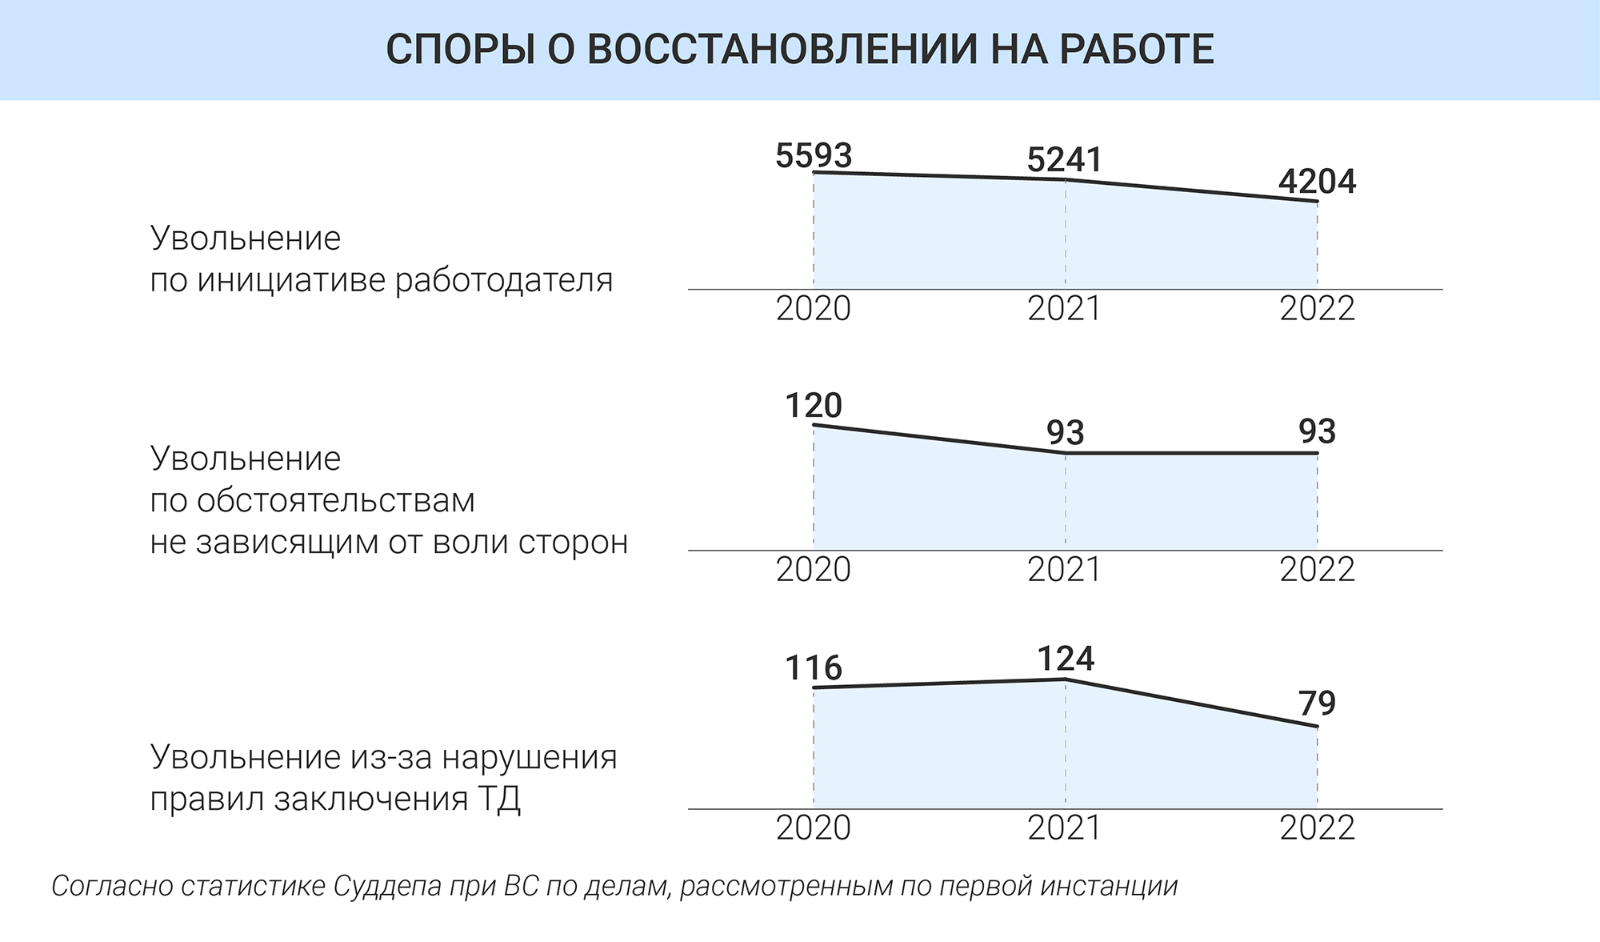 СПОРЫ О ВОССТАНОВЛЕНИИ НА РАБОТЕ
Увольнение
по инициативе работодателя
5593
5241
4204
2020
2021
2022
Увольнение
по обстоятельствам
не зависящим от воли сторон
120
93
93
2020
2021
2022
Увольнение из-за нарушения
правил заключения ТД
116
124
79
2020
2021
2022
Согласно статистике Суддепа при ВС по делам, рассмотренным по первой инстанции